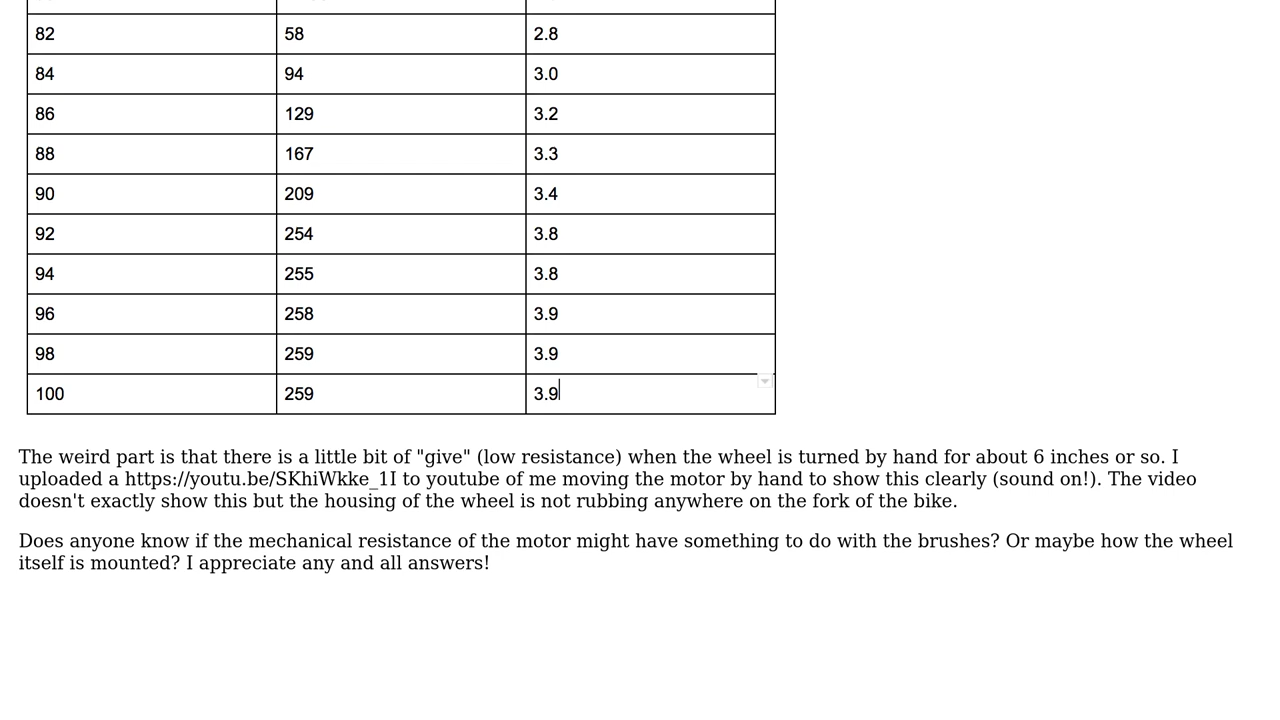 82 58 2.8
84 94 3.0
86 129 3.2
88 167 3.3
90 209 3.4
92 254 3.8
94 255 3.8
96 258 3.9
98 259 3.9
100 259 3.9
The weird part is that there is a little bit of "give" (low resistance) when the wheel is turned by hand for about 6 inches or so. I
uploaded a https://youtu.be/SKhiWkke_1I to youtube of me moving the motor by hand to show this clearly (sound on!). The video
doesn't exactly show this but the housing of the wheel is not rubbing anywhere on the fork of the bike.
Does anyone know if the mechanical resistance of the motor might have something to do with the brushes? Or maybe how the wheel
itself is mounted? I appreciate any and all answers!